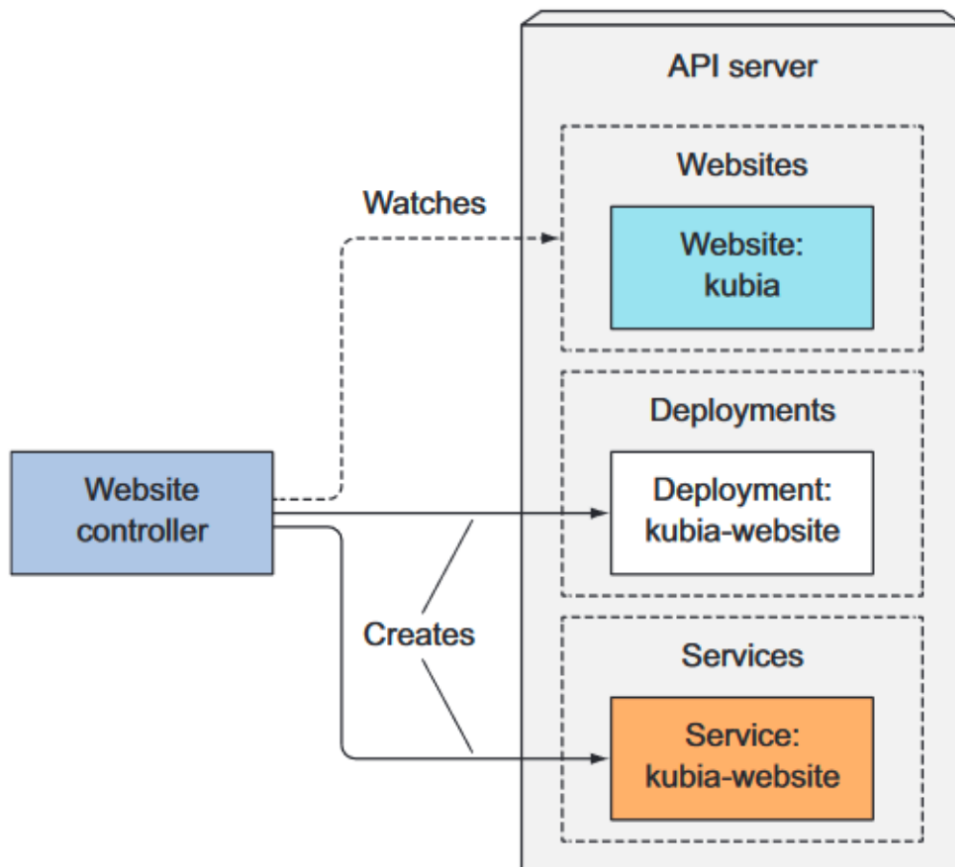 API server
Websites
Watches
Website:
kubia
Deployments
Website
controller
Deployment:
kubia-website
Creates
Services
Service:
kubia-website